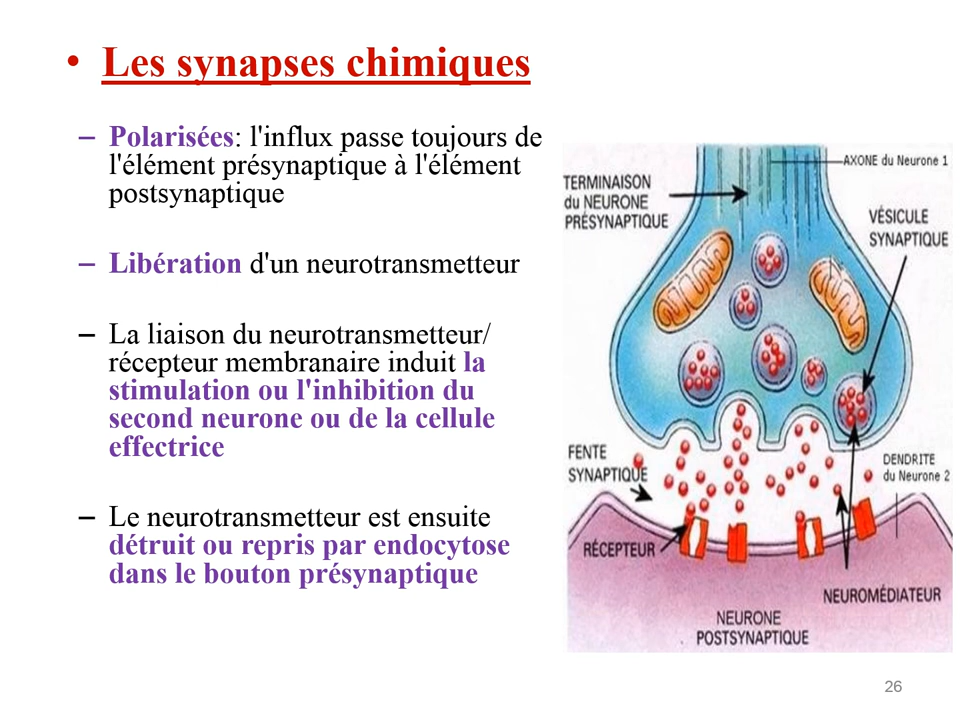 • Les synapses chimiques
– Polarisées: l'influx passe toujours de
l'élément présynaptique à l'élément
postsynaptique
– Libération d'un neurotransmetteur
– La liaison du neurotransmetteur/
récepteur membranaire induit la
stimulation ou l'inhibition du
second neurone ou de la cellule
effectrice
– Le neurotransmetteur est ensuite
détruit ou repris par endocytose
dans le bouton présynaptique
AXONE du Neurone 1
TERMINAISON
du NEURONE
PRÉSYNAPTIQUE
VÉSICULE
SYNAPTIQUE
FENTE
SYNAPTIQUE
DENDRITE
du Neurone 2
RÉCEPTEUR
NEUROMÉDIATEUR
NEURONE
POSTSYNAPTIQUE
26